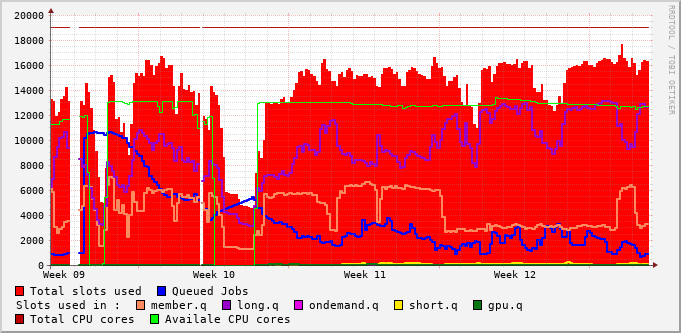 20000
18000
16000
14000
12000
10000
8000
6000
4000
2000
0
Week 09 Week 10 Week 11 Week 12
RRDTOOL / TOBI OETIKER
Total slots used Queued Jobs
Slots used in : member.q long.q ondemand.q short.q gpu.q
Total CPU cores Availale CPU cores